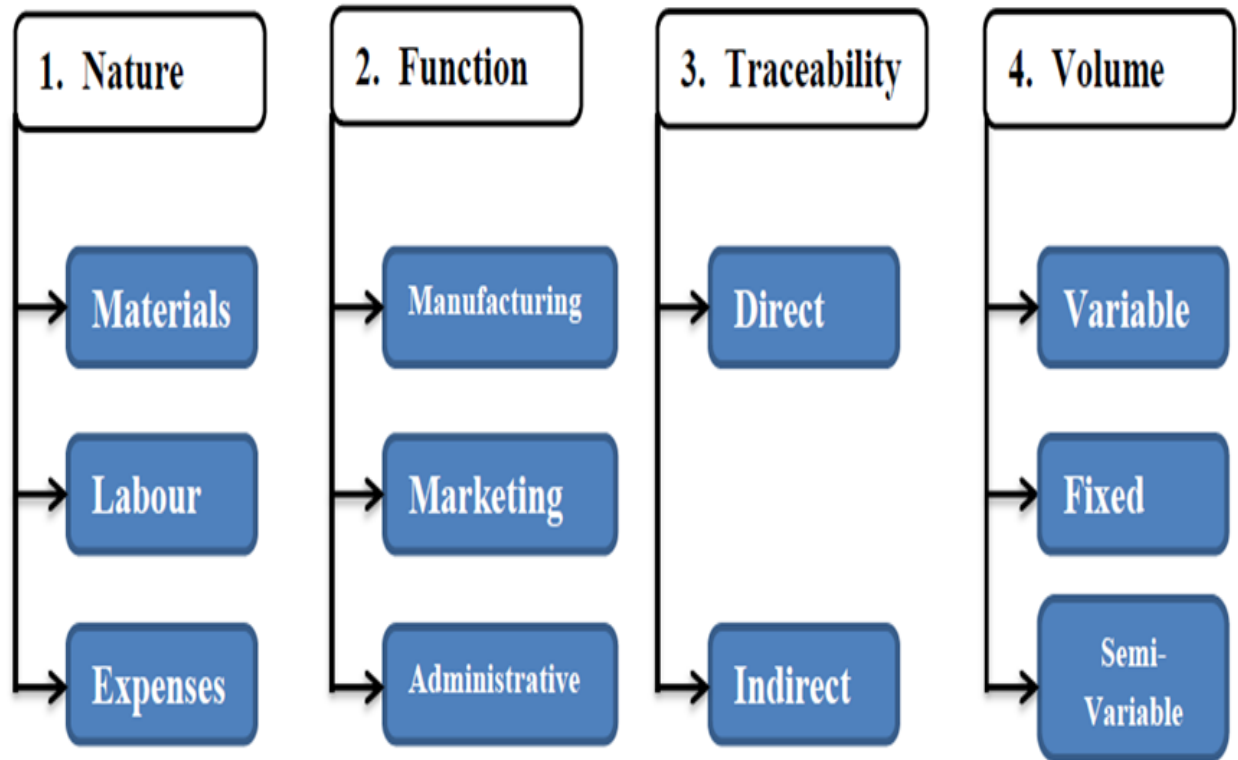 1. Nature
Materials
Labour
Expenses
2. Function
Manufacturing
Marketing
Administrative
3. Traceability
Direct
Indirect
4. Volume
Variable
Fixed
Semi-
Variable